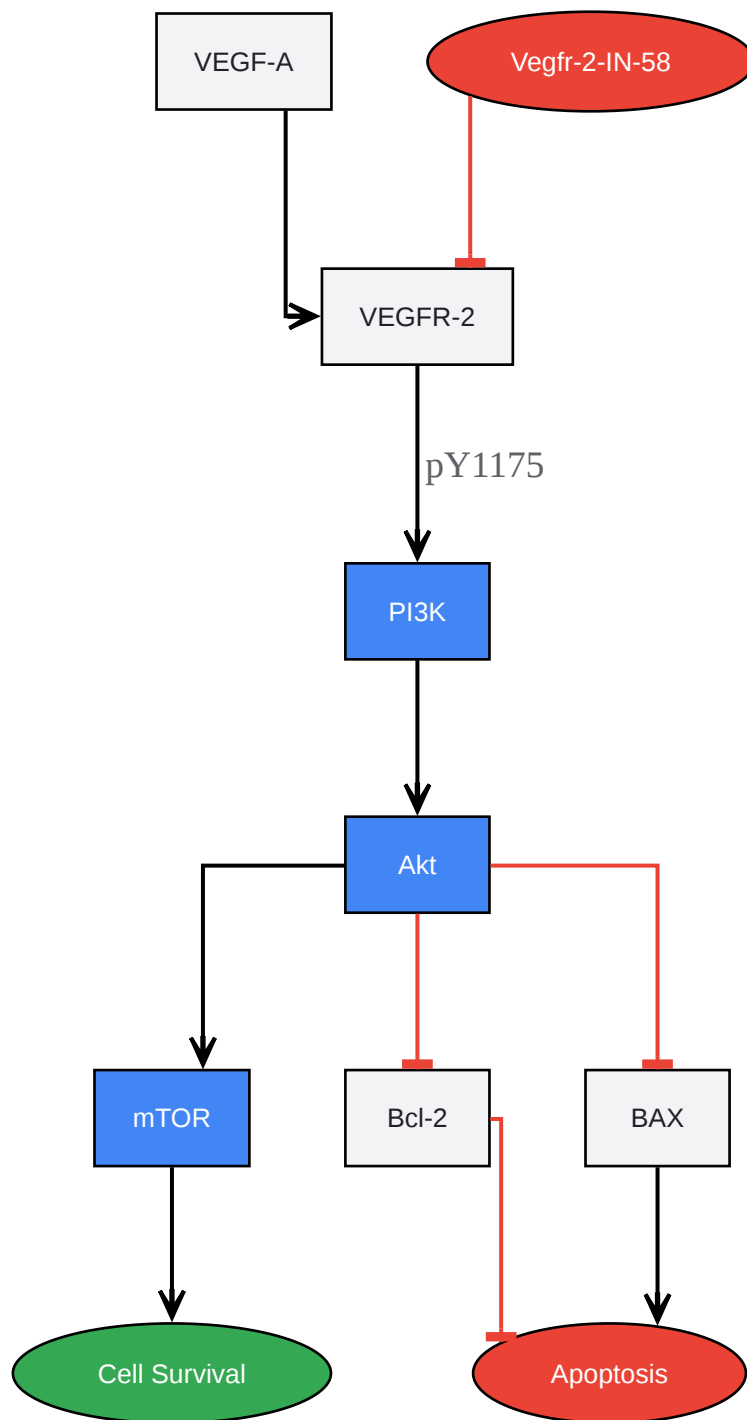 VEGF-A
Vegfr-2-IN-58
VEGFR-2
pY1175
PI3K
Akt
mTOR
Bcl-2
BAX
Cell Survival
Apoptosis